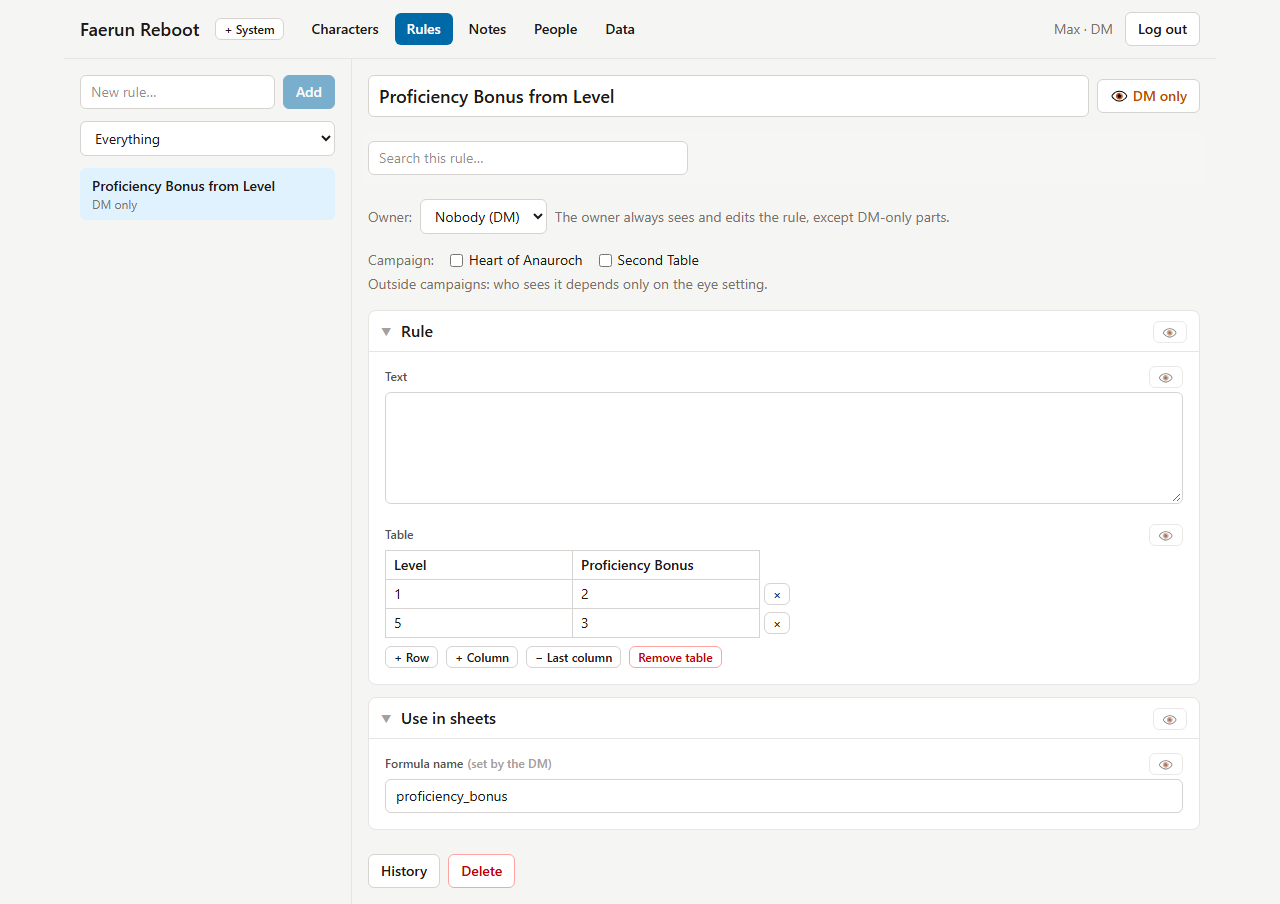 Faerun Reboot
+ System
Characters
Rules
Notes
People
Data
Max · DM
Log out
New rule...
Add
Everything
Proficiency Bonus from Level
DM only
Proficiency Bonus from Level
DM only
Search this rule...
Owner: Nobody (DM) The owner always sees and edits the rule, except DM-only parts.
Campaign: Heart of Anauroch Second Table
Outside campaigns: who sees it depends only on the eye setting.
Rule
Text
Table
Level Proficiency Bonus
1 2 ×
5 3 ×
+ Row + Column − Last column Remove table
Use in sheets
Formula name (set by the DM)
proficiency_bonus
History Delete